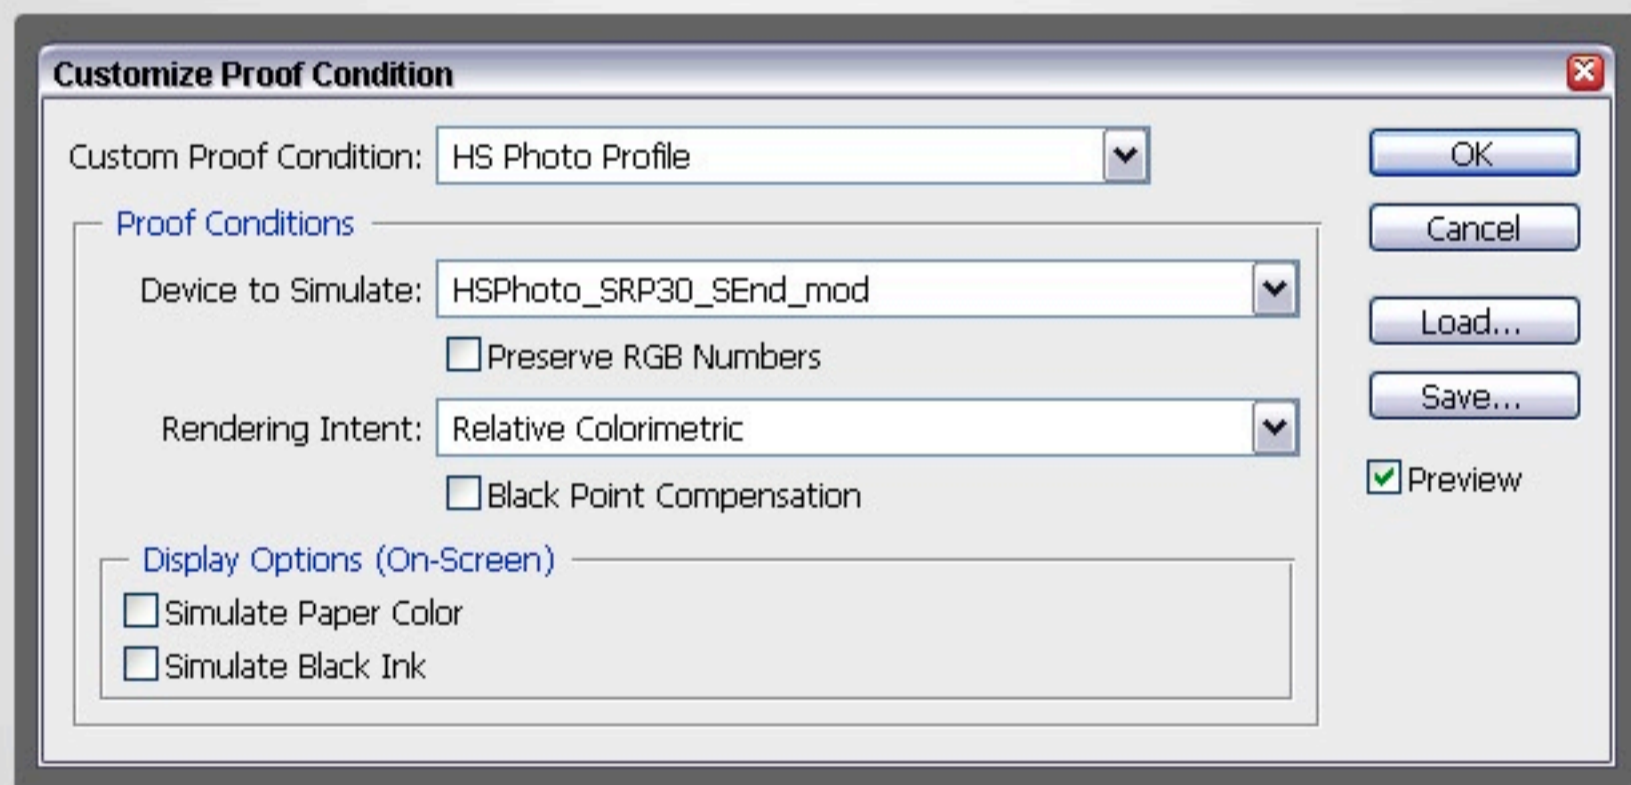 Customize Proof Condition
Custom Proof Condition: HS Photo Profile
OK
Proof Conditions
Cancel
Device to Simulate: HSPhoto_SRP30_SEnd_mod
Load...
Preserve RGB Numbers
Save...
Rendering Intent: Relative Colorimetric
Preview
Black Point Compensation
Display Options (On-Screen)
Simulate Paper Color
Simulate Black Ink